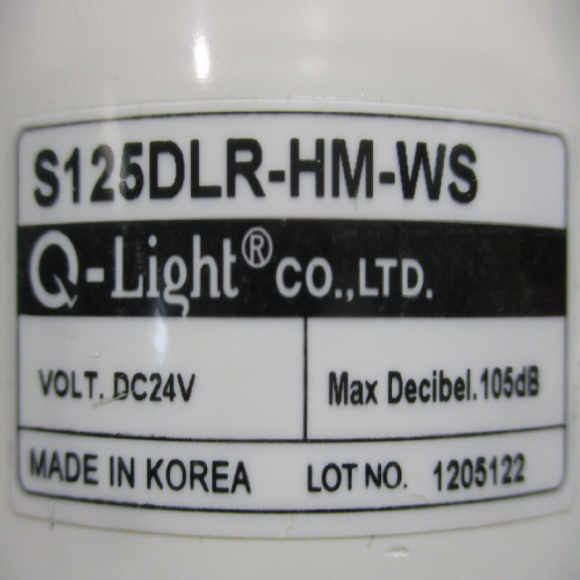 S125DLR-HM-WS
Q-Light® CO.,LTD.
VOLT. DC24V
Max Decibel.105dB
MADE IN KOREA
LOT NO. 1205122